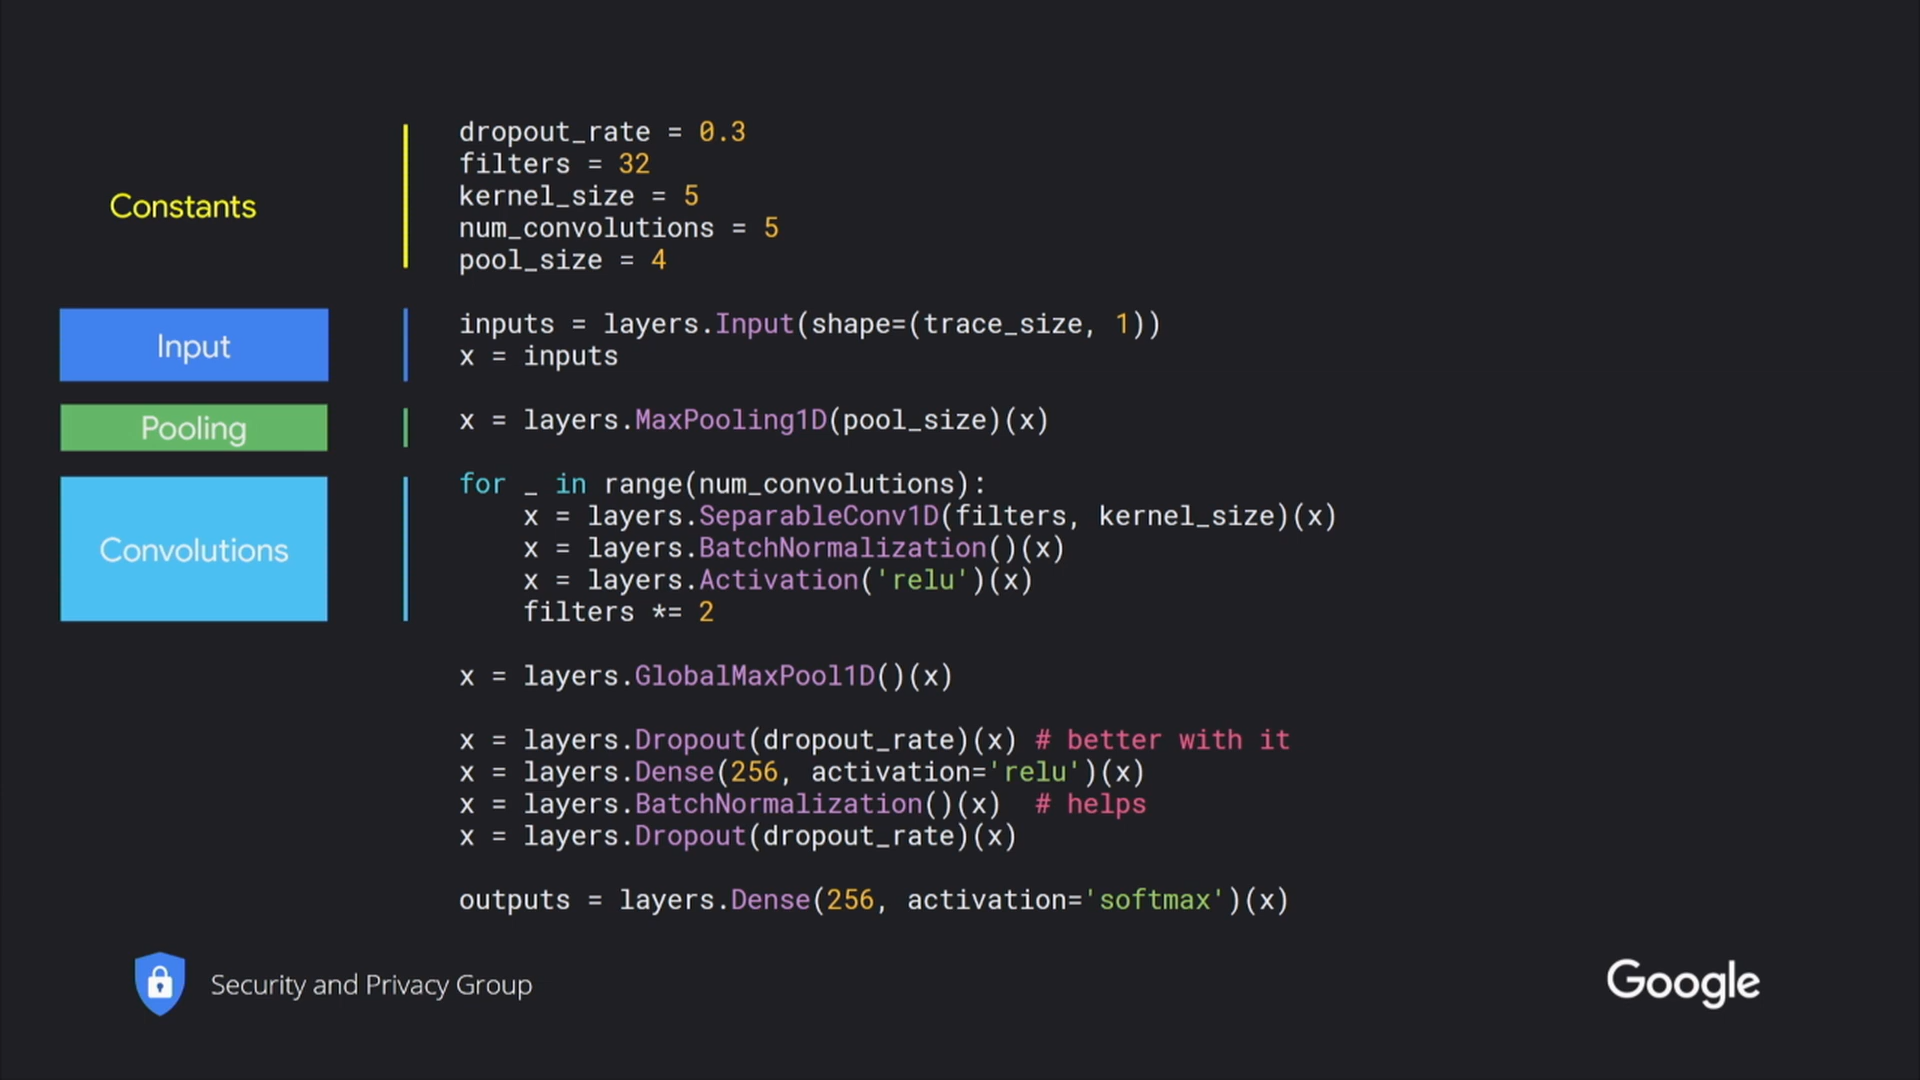 Constants
dropout_rate = 0.3
filters = 32
kernel_size = 5
num_convolutions = 5
pool_size = 4
Input
inputs = layers.Input(shape=(trace_size, 1))
x = inputs
Pooling
x = layers.MaxPooling1D(pool_size)(x)
Convolutions
for _ in range(num_convolutions):
    x = layers.SeparableConv1D(filters, kernel_size)(x)
    x = layers.BatchNormalization()(x)
    x = layers.Activation('relu')(x)
    filters *= 2
x = layers.GlobalMaxPool1D()(x)
x = layers.Dropout(dropout_rate)(x) # better with it
x = layers.Dense(256, activation='relu')(x)
x = layers.BatchNormalization()(x)  # helps
x = layers.Dropout(dropout_rate)(x)
outputs = layers.Dense(256, activation='softmax')(x)
Security and Privacy Group
Google